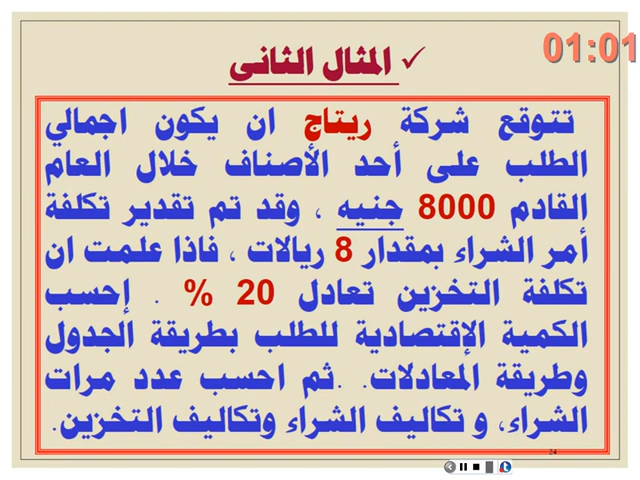 01:01
✓ المثال الثانى
تتوقع شركة ريتاج ان يكون اجمالي
الطلب على أحد الأصناف خلال العام
القادم 8000 جنيه ، وقد تم تقدير تكلفة
أمر الشراء بمقدار 8 ريالات ، فاذا علمت ان
تكلفة التخزين تعادل 20 % . إحسب
الكمية الإقتصادية للطلب بطريقة الجدول
وطريقة المعادلات. .ثم احسب عدد مرات
الشراء، و تكاليف الشراء وتكاليف التخزين.
24